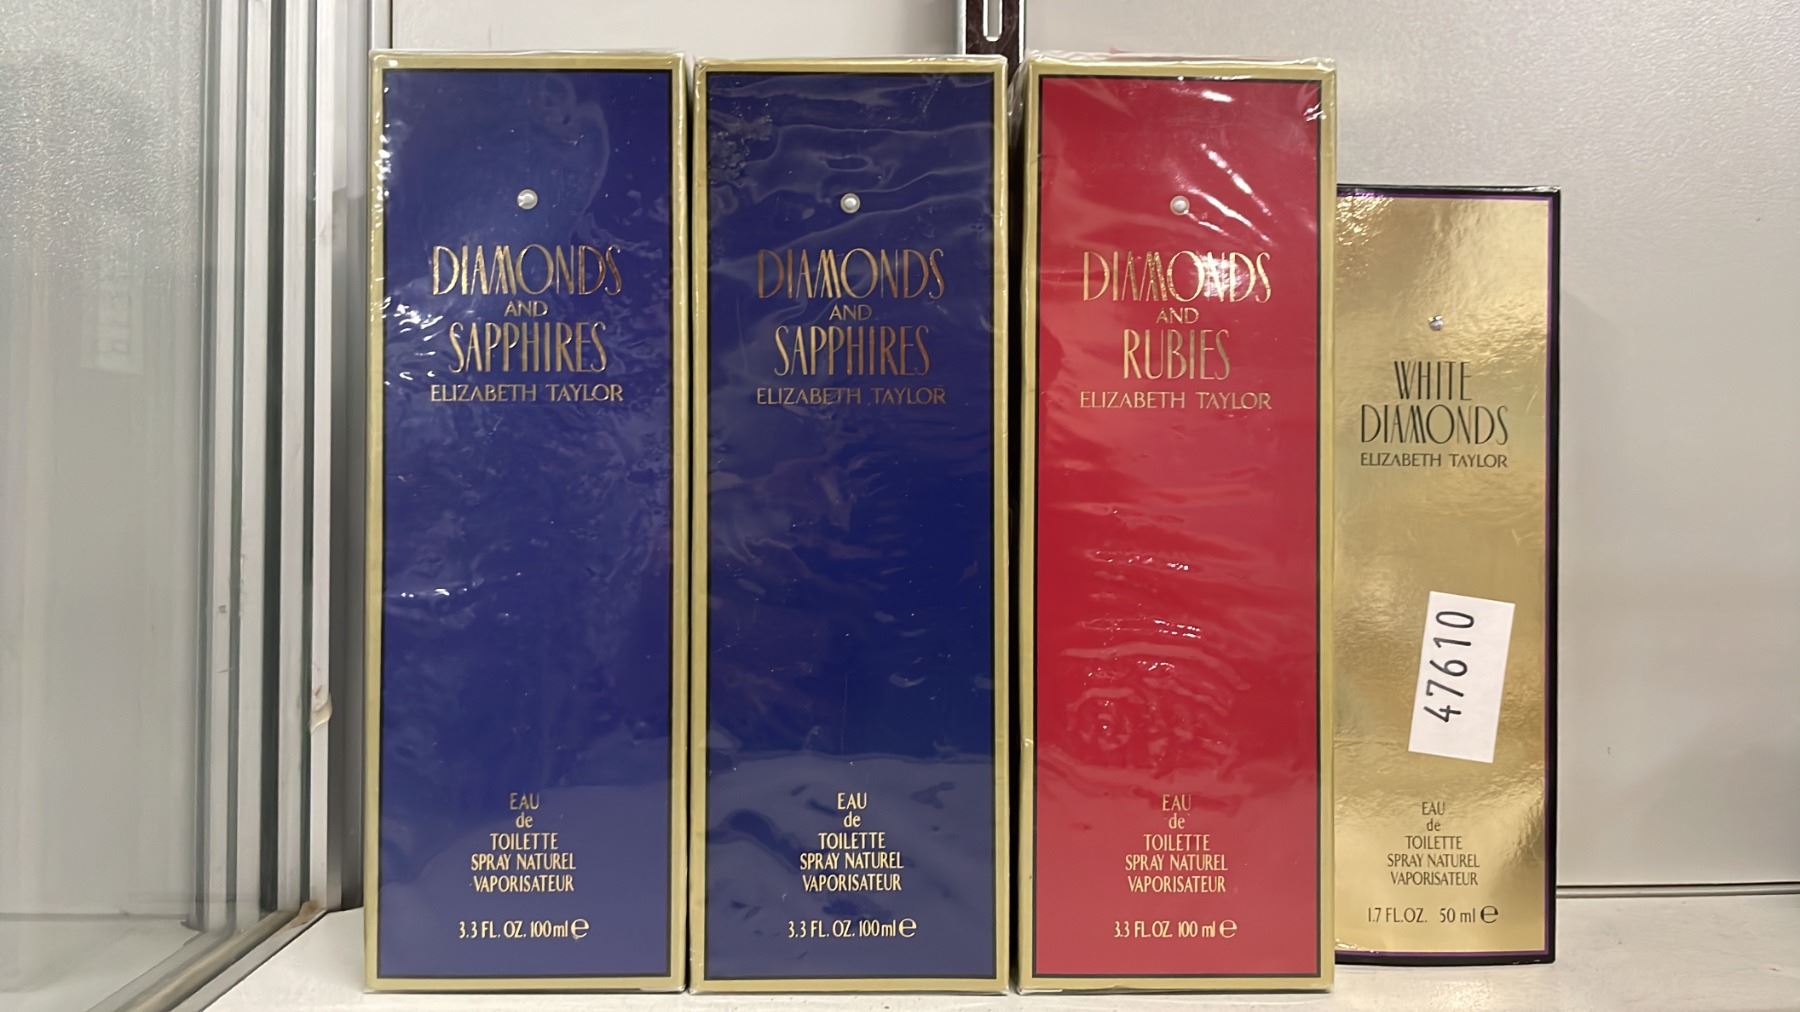 DIAMONDS
AND
SAPPHIRES
ELIZABETH TAYLOR
EAU
de
TOILETTE
SPRAY NATUREL
VAPORISATEUR
3.3 FL. OZ. 100 ml ℮
DIAMONDS
AND
SAPPHIRES
ELIZABETH TAYLOR
EAU
de
TOILETTE
SPRAY NATUREL
VAPORISATEUR
3.3 FL. OZ. 100 ml ℮
DIAMONDS
AND
RUBIES
ELIZABETH TAYLOR
EAU
de
TOILETTE
SPRAY NATUREL
VAPORISATEUR
3.3 FL. OZ. 100 ml ℮
WHITE
DIAMONDS
ELIZABETH TAYLOR
47610
EAU
de
TOILETTE
SPRAY NATUREL
VAPORISATEUR
1.7 FL.OZ. 50 ml ℮